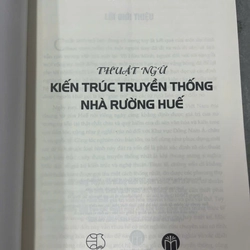 THUẬT NGỮ
KIẾN TRÚC TRUYỀN THỐNG
NHÀ RƯỜNG HUẾ